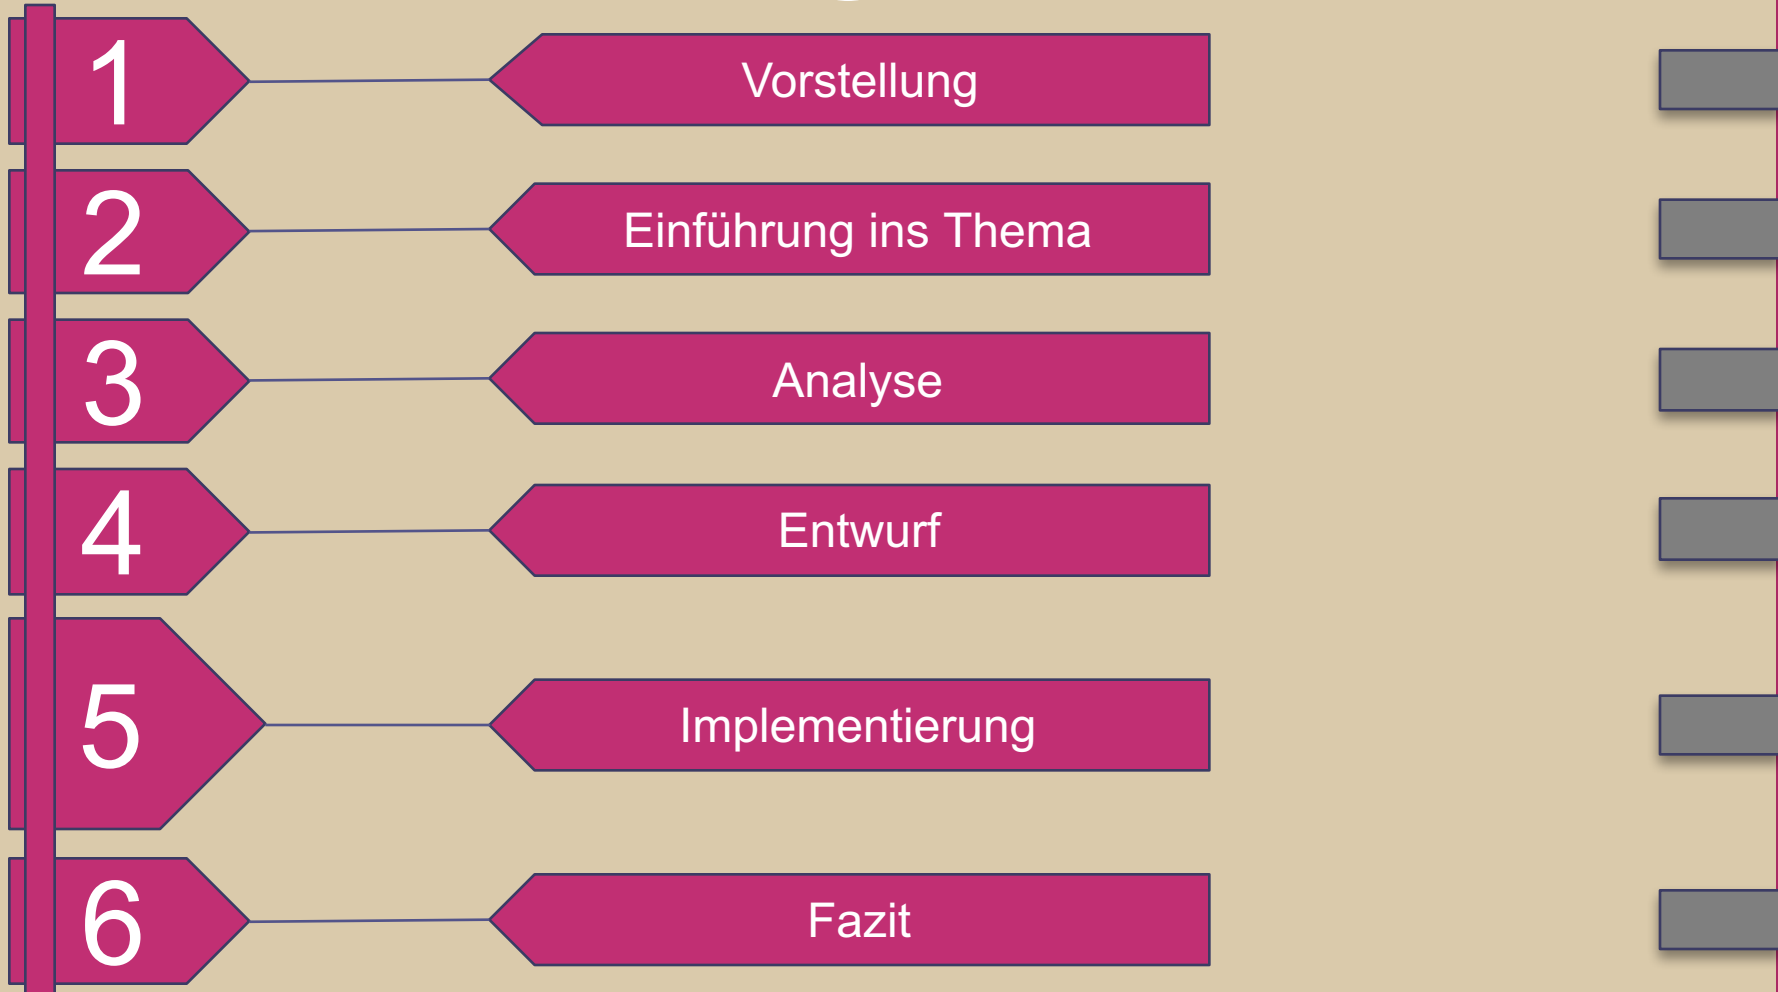 1
Vorstellung
2
Einführung ins Thema
3
Analyse
4
Entwurf
5
Implementierung
6
Fazit